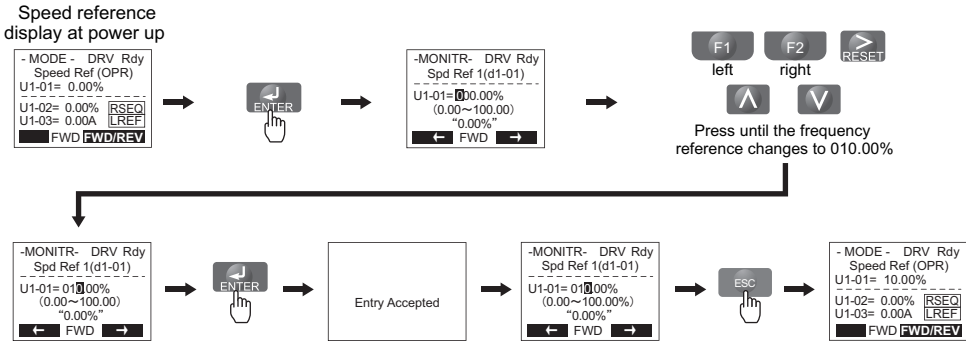 Speed reference
display at power up
- MODE - DRV Rdy
Speed Ref (OPR)
U1-01= 0.00%
U1-02= 0.00% RSEQ
U1-03= 0.00A LREF
FWD FWD/REV
ENTER
-MONITR- DRV Rdy
Spd Ref 1(d1-01)
U1-01= 000.00%
(0.00~100.00)
“0.00%”
← FWD →
F1 F2 > RESET
left right
∧ ∨
Press until the frequency
reference changes to 010.00%
-MONITR- DRV Rdy
Spd Ref 1(d1-01)
U1-01= 010.00%
(0.00~100.00)
“0.00%”
← FWD →
ENTER
Entry Accepted
-MONITR- DRV Rdy
Spd Ref 1(d1-01)
U1-01= 010.00%
(0.00~100.00%)
“0.00%”
← FWD →
ESC
- MODE - DRV Rdy
Speed Ref (OPR)
U1-01= 10.00%
U1-02= 0.00% RSEQ
U1-03= 0.00A LREF
FWD FWD/REV